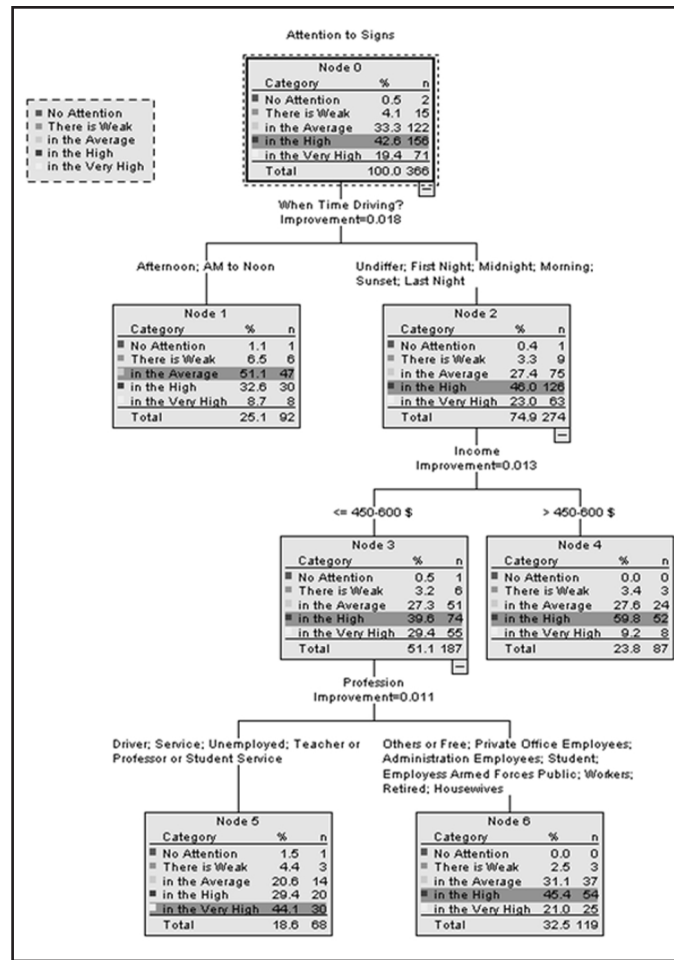 Attention to Signs
No Attention
There is Weak
in the Average
in the High
in the Very High
Node 0
Category % n
No Attention 0.5 2
There is Weak 4.1 15
in the Average 33.3 122
in the High 42.6 156
in the Very High 19.4 71
Total 100.0 366
When Time Driving?
Improvement=0.018
Afternoon; AM to Noon
Undiffer; First Night; Midnight; Morning;
Sunset; Last Night
Node 1
Category % n
No Attention 1.1 1
There is Weak 6.5 6
in the Average 51.1 47
in the High 32.6 30
in the Very High 8.7 8
Total 25.1 92
Node 2
Category % n
No Attention 0.4 1
There is Weak 3.3 9
in the Average 27.4 75
in the High 46.0 126
in the Very High 23.0 63
Total 74.9 274
Income
Improvement=0.013
<= 450-600 $
> 450-600 $
Node 3
Category % n
No Attention 0.5 1
There is Weak 3.2 6
in the Average 27.3 51
in the High 39.6 74
in the Very High 29.4 55
Total 51.1 187
Node 4
Category % n
No Attention 0.0 0
There is Weak 3.4 3
in the Average 27.6 24
in the High 59.8 52
in the Very High 9.2 8
Total 23.8 87
Profession
Improvement=0.011
Driver; Service; Unemployed; Teacher or
Professor or Student Service
Others or Free; Private Office Employees;
Administration Employees; Student;
Employess Armed Forces Public; Workers;
Retired; Housewives
Node 5
Category % n
No Attention 1.5 1
There is Weak 4.4 3
in the Average 20.6 14
in the High 29.4 20
in the Very High 44.1 30
Total 18.6 68
Node 6
Category % n
No Attention 0.0 0
There is Weak 2.5 3
in the Average 31.1 37
in the High 45.4 54
in the Very High 21.0 25
Total 32.5 119